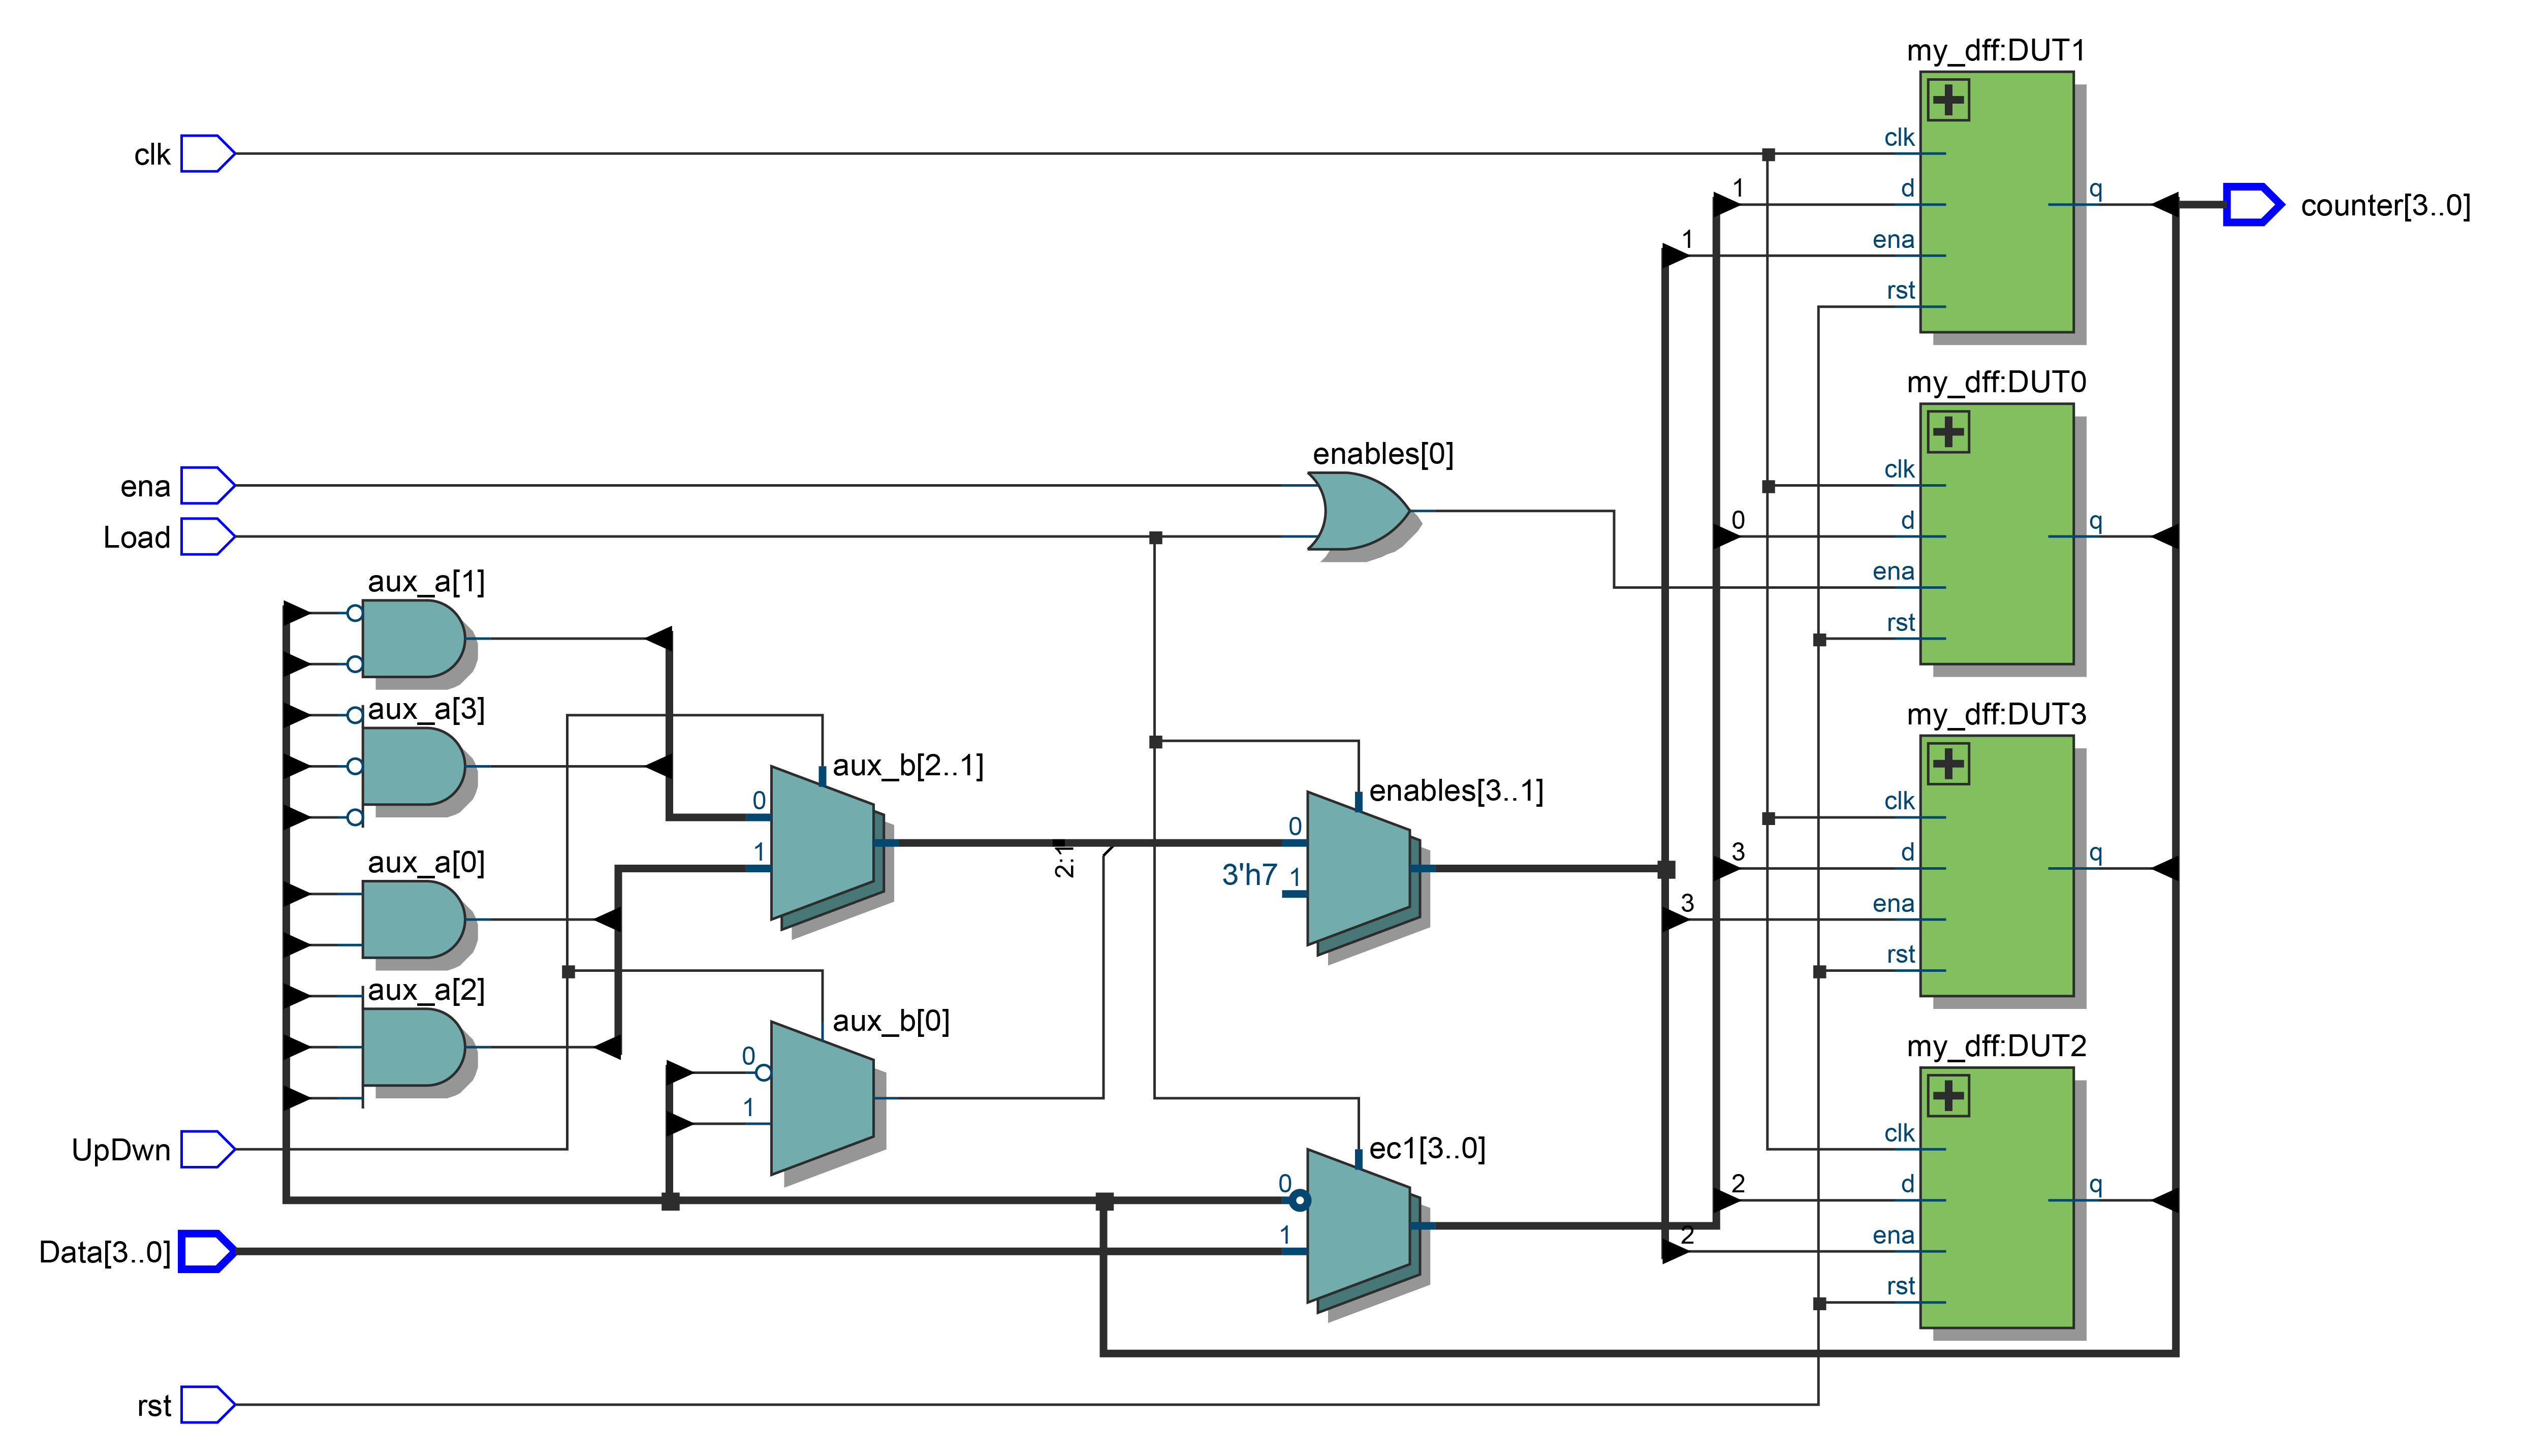 my_dff:DUT1
clk
clk
1
d
q
counter[3..0]
1
ena
rst
my_dff:DUT0
enables[0]
clk
ena
0
d
q
Load
aux_a[1]
ena
rst
aux_a[3]
my_dff:DUT3
aux_b[2..1]
enables[3..1]
clk
0
0
1
2:1
3'h7 1
3
d
q
aux_a[0]
3
ena
rst
aux_a[2]
aux_b[0]
my_dff:DUT2
0
1
UpDwn
ec1[3..0]
clk
0
2
d
q
1
2
ena
Data[3..0]
rst
rst